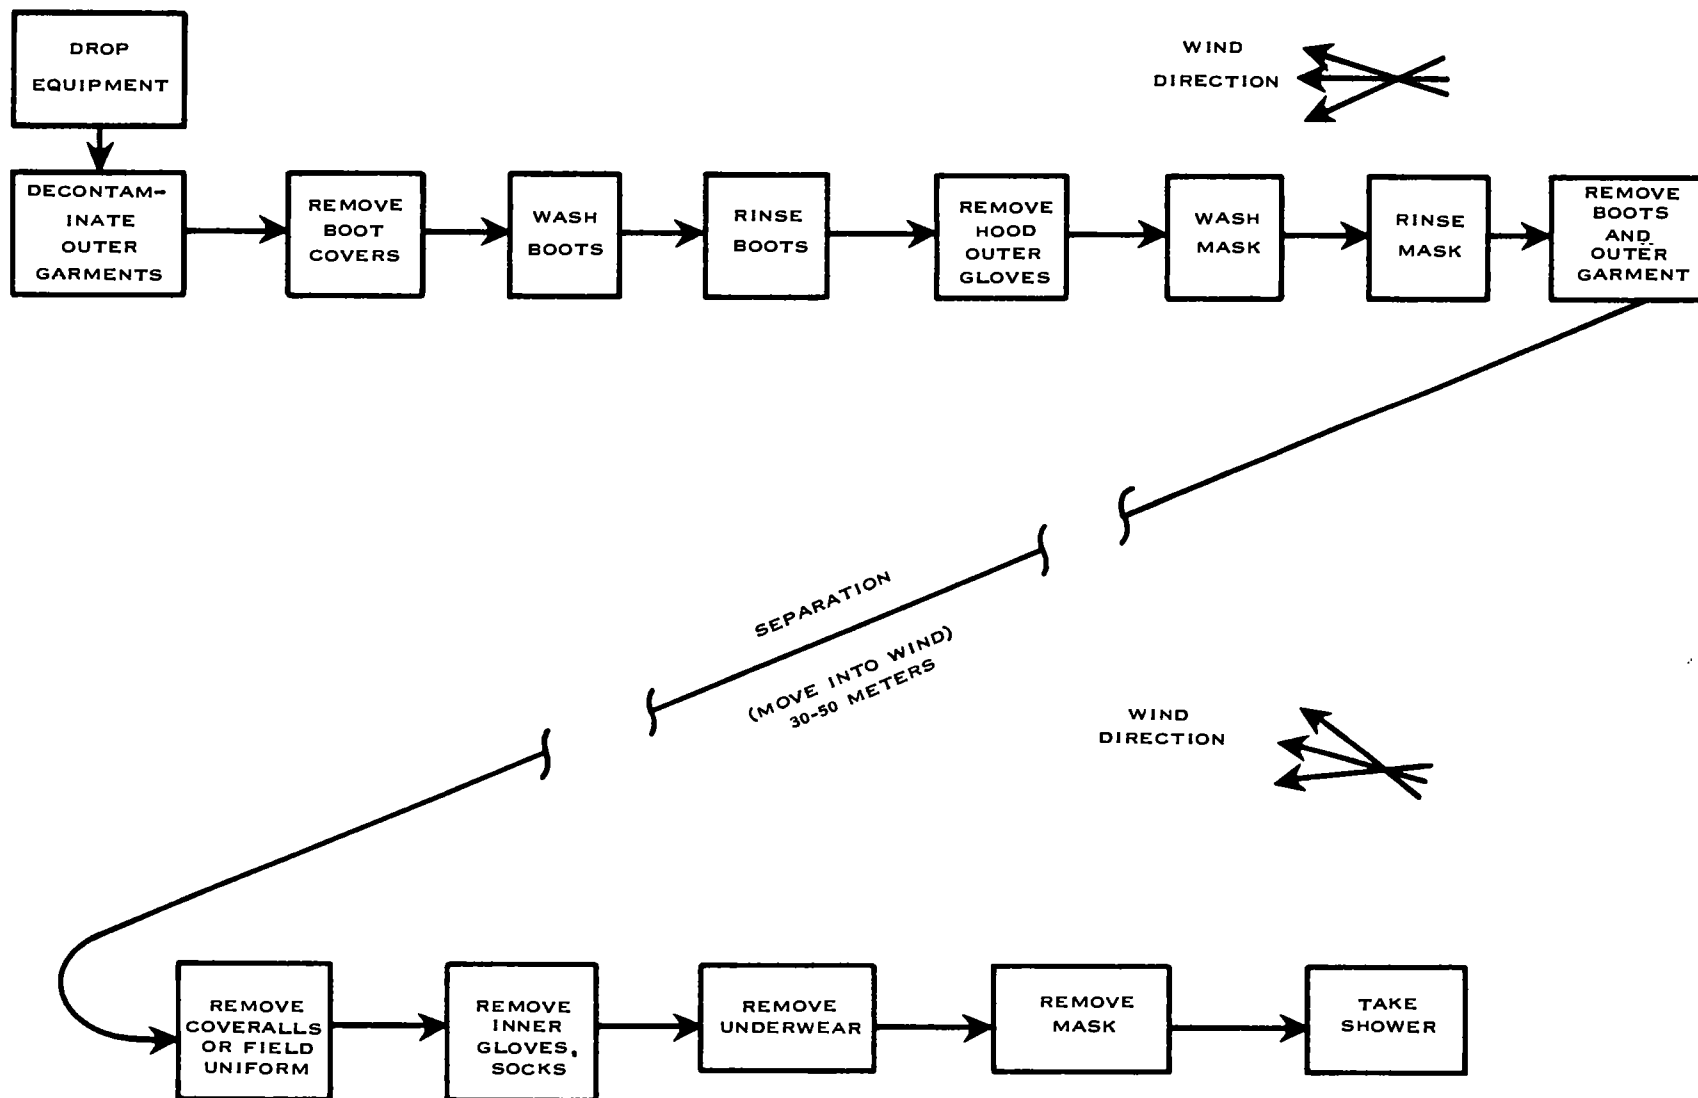 DROP
EQUIPMENT
WIND
DIRECTION
DECONTAM-
INATE
OUTER
GARMENTS
REMOVE
BOOT
COVERS
WASH
BOOTS
RINSE
BOOTS
REMOVE
HOOD
OUTER
GLOVES
WASH
MASK
RINSE
MASK
REMOVE
BOOTS
AND
OUTER
GARMENT
SEPARATION
(MOVE INTO WIND)
30-50 METERS
WIND
DIRECTION
REMOVE
COVERALLS
OR FIELD
UNIFORM
REMOVE
INNER
GLOVES,
SOCKS
REMOVE
UNDERWEAR
REMOVE
MASK
TAKE
SHOWER